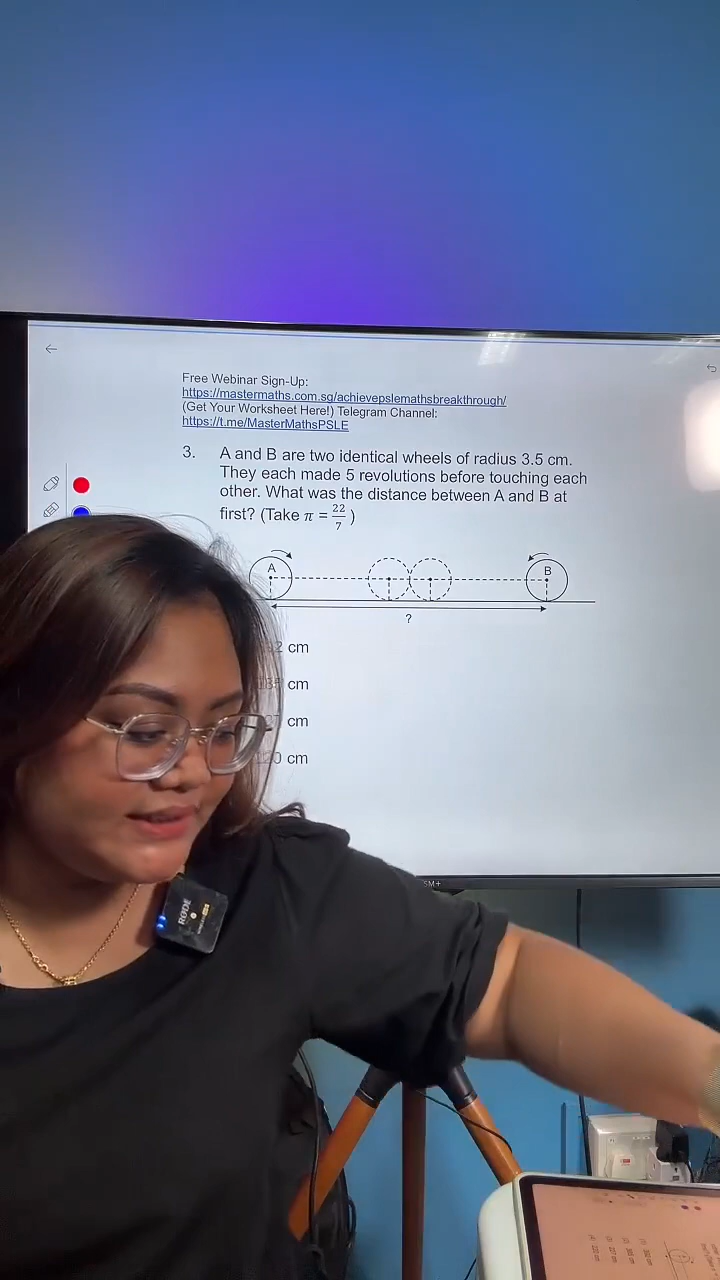 Free Webinar Sign-Up:
https://mastermaths.com.sg/achievepslemathsbreakthrough/
(Get Your Worksheet Here!) Telegram Channel:
https://t.me/MasterMathsPSLE
3. A and B are two identical wheels of radius 3.5 cm.
They each made 5 revolutions before touching each
other. What was the distance between A and B at
first? (Take π = 22/7 )
A B
?
2 cm
cm
cm
cm
RØDE